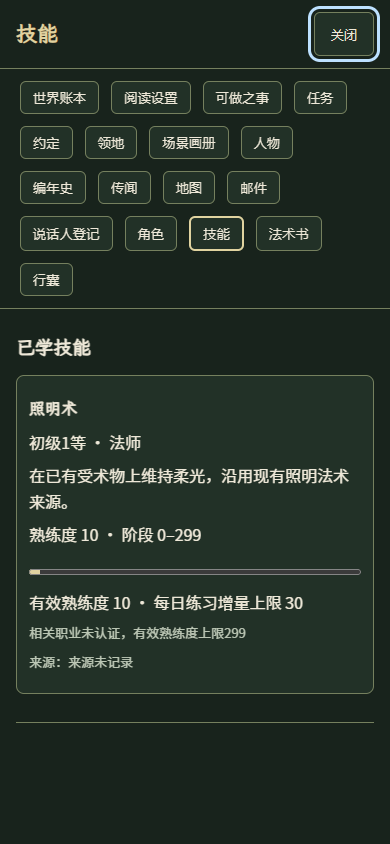 技能
关闭
世界账本 阅读设置 可做之事 任务
约定 领地 场景画册 人物
编年史 传闻 地图 邮件
说话人登记 角色 技能 法术书
行囊
已学技能
照明术
初级1等 · 法师
在已有受术物上维持柔光，沿用现有照明法术
来源。
熟练度 10 · 阶段 0–299
有效熟练度 10 · 每日练习增量上限 30
相关职业未认证，有效熟练度上限299
来源：来源未记录